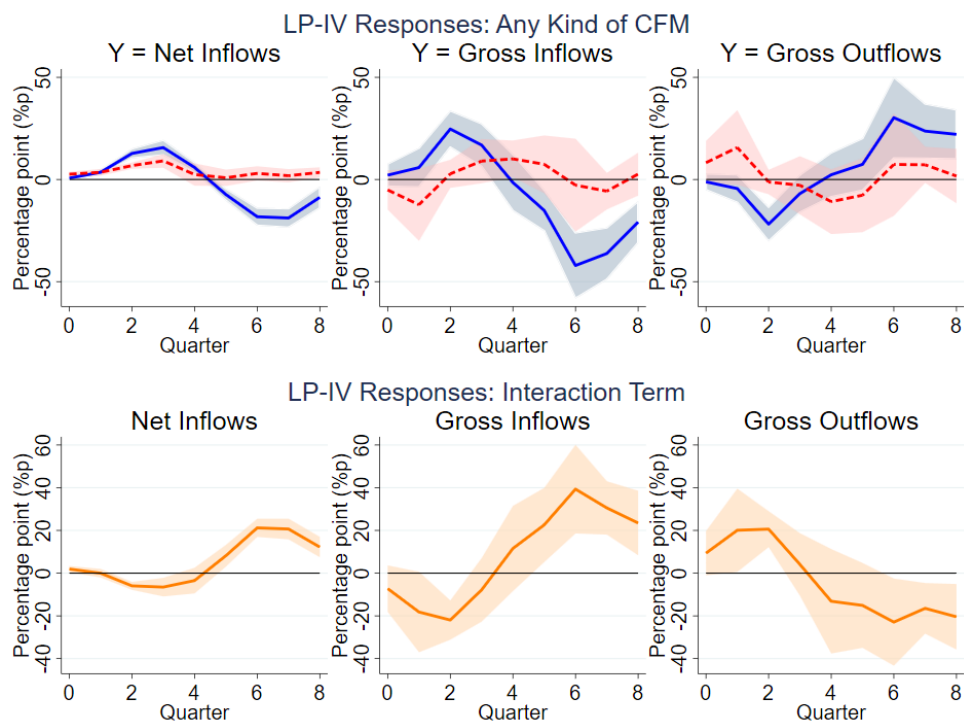 LP-IV Responses: Any Kind of CFM
Y = Net Inflows
Y = Gross Inflows
Y = Gross Outflows
Percentage point (%p)
50
0
-50
0 2 4 6 8
Quarter
Percentage point (%p)
50
0
-50
0 2 4 6 8
Quarter
Percentage point (%p)
50
0
-50
0 2 4 6 8
Quarter
LP-IV Responses: Interaction Term
Net Inflows
Gross Inflows
Gross Outflows
Percentage point (%p)
60
40
20
0
-20
-40
0 2 4 6 8
Quarter
Percentage point (%p)
60
40
20
0
-20
-40
0 2 4 6 8
Quarter
Percentage point (%p)
60
40
20
0
-20
-40
0 2 4 6 8
Quarter